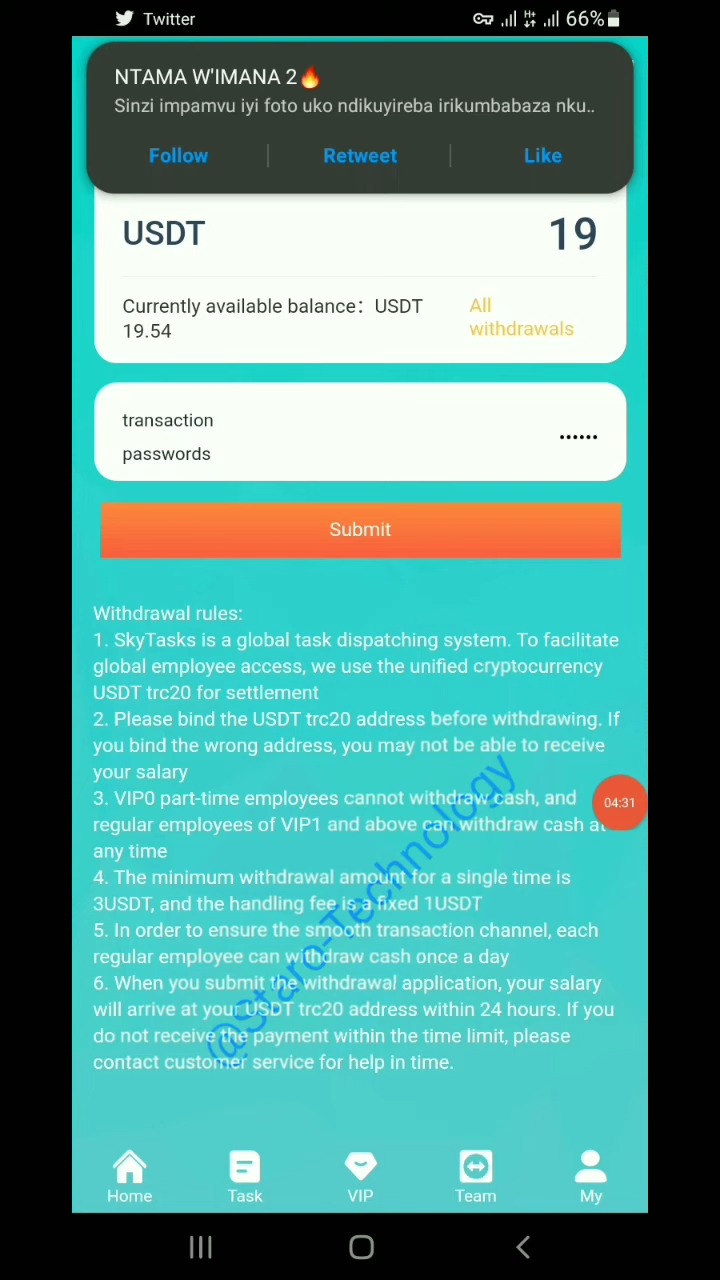 Twitter
66%
NTAMA W'IMANA 2🔥
Sinzi impamvu iyi foto uko ndikuyireba irikumbabaza nku..
Follow
Retweet
Like
USDT
19
Currently available balance：USDT
19.54
All
withdrawals
transaction
passwords
••••••
Submit
Withdrawal rules:
1. SkyTasks is a global task dispatching system. To facilitate
global employee access, we use the unified cryptocurrency
USDT trc20 for settlement
2. Please bind the USDT trc20 address before withdrawing. If
you bind the wrong address, you may not be able to receive
your salary
3. VIP0 part-time employees cannot withdraw cash, and
regular employees of VIP1 and above can withdraw cash at
any time
04:31
4. The minimum withdrawal amount for a single time is
3USDT, and the handling fee is a fixed 1USDT
5. In order to ensure the smooth transaction channel, each
regular employee can withdraw cash once a day
6. When you submit the withdrawal application, your salary
will arrive at your USDT trc20 address within 24 hours. If you
do not receive the payment within the time limit, please
contact customer service for help in time.
@Staro-Technology
Home
Task
VIP
Team
My